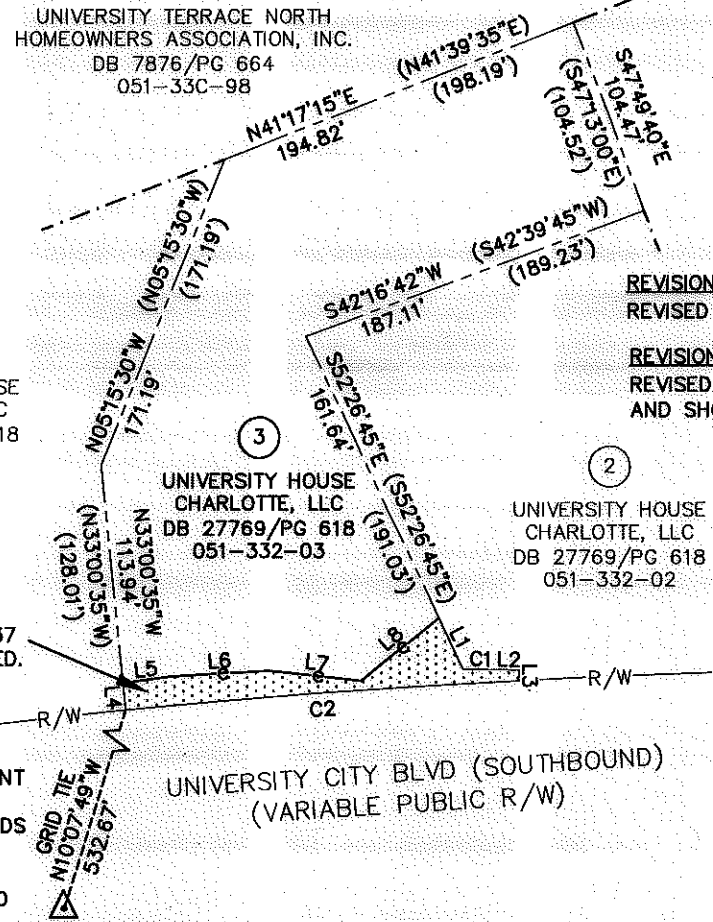 UNIVERSITY TERRACE NORTH
HOMEOWNERS ASSOCIATION, INC.
DB 7876/PG 664
051-33C-98
N41°17'15"E
194.82'
(N41°39'35"E)
(198.19')
S47°49'40"E
104.47'
(S47°13'00"E)
(104.52')
S42°16'42"W
187.11'
(S42°39'45"W)
(189.23')
N05°15'30"W
171.19'
(N05°15'30"W)
(171.19')
REVISION
REVISED
REVISION
REVISED
AND SH
SE
C
18
3
UNIVERSITY HOUSE
CHARLOTTE, LLC
DB 27769/PG 618
051-332-03
S52°26'45"E
161.64'
(S52°26'45"E)
(191.03')
2
UNIVERSITY HOUSE
CHARLOTTE, LLC
DB 27769/PG 618
051-332-02
N33°00'35"W
113.94'
(N33°00'35"W)
(128.01')
67
ED.
L5
L6
L7
L8
L1
C1
L2
L3
L4
C2
R/W
R/W
UNIVERSITY CITY BLVD (SOUTHBOUND)
(VARIABLE PUBLIC R/W)
NT
DS
GRID TIE
N10°07'49"W
532.67'